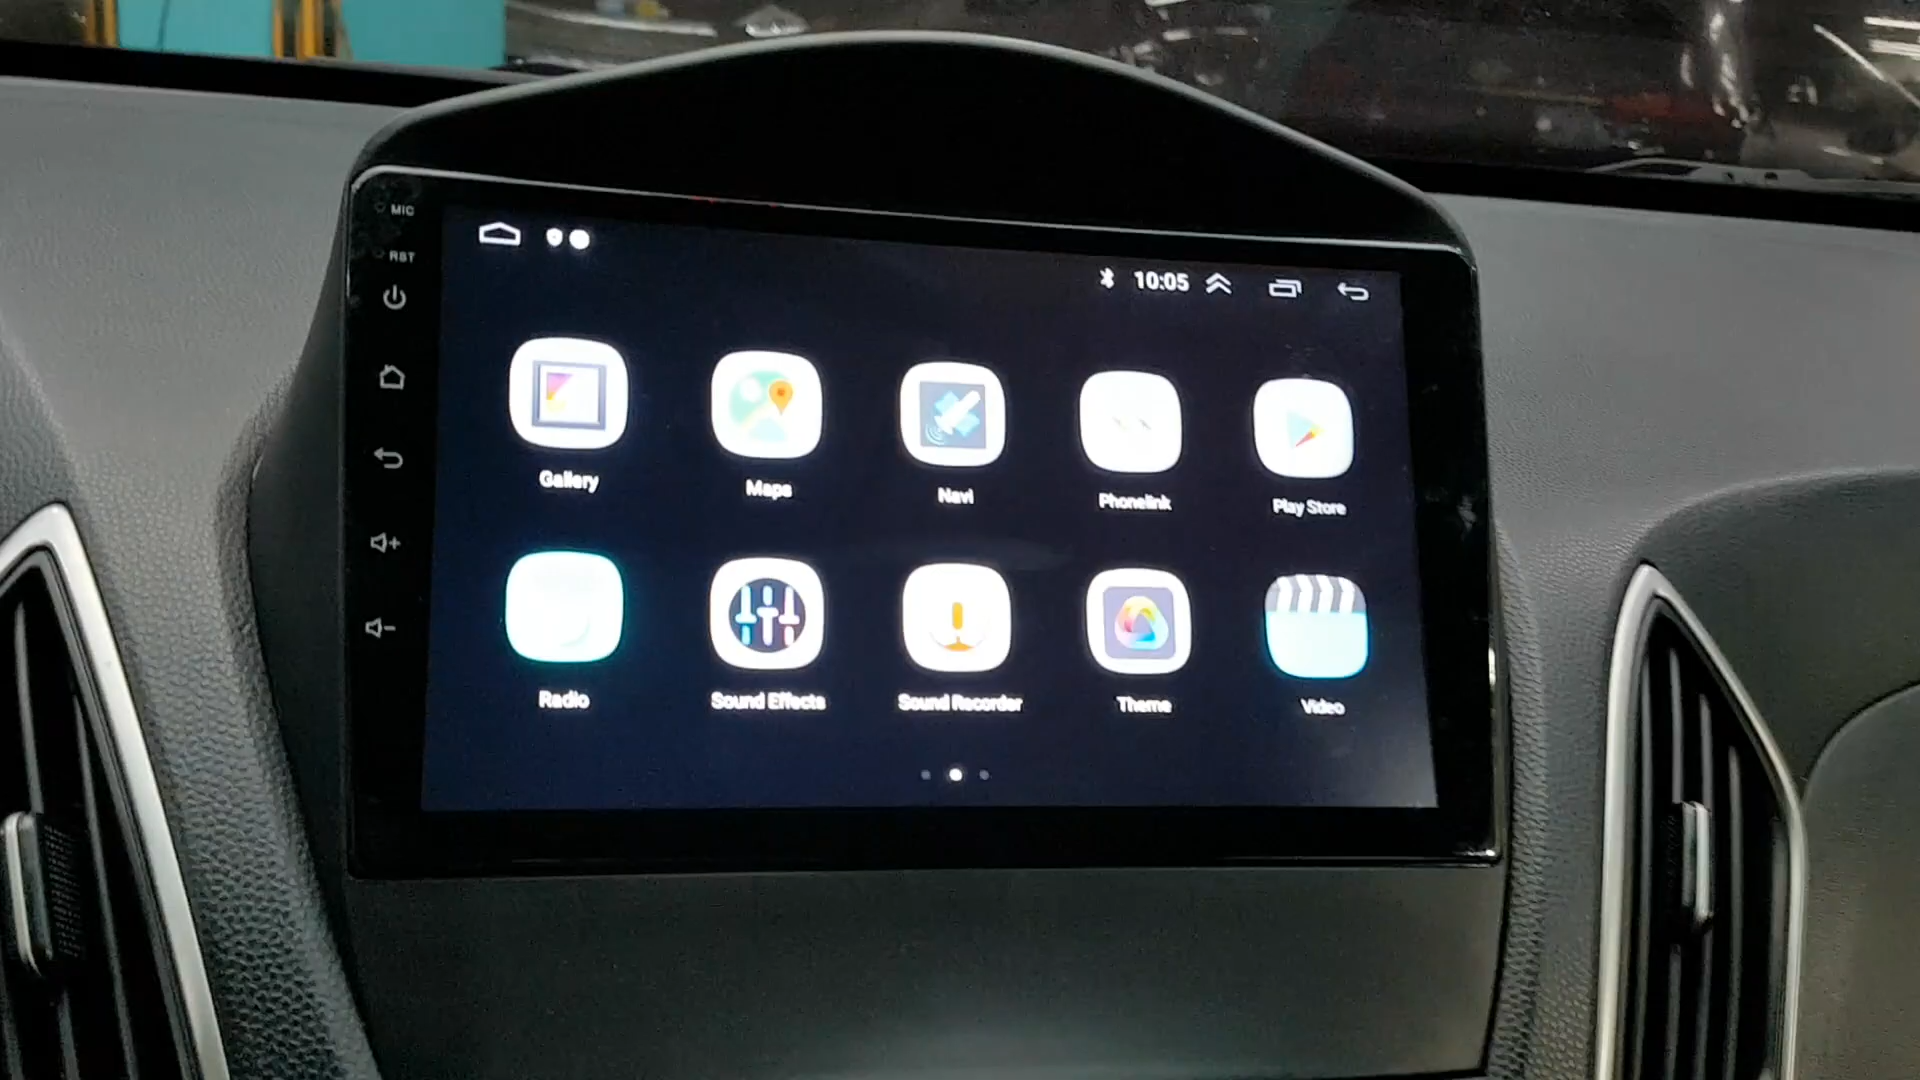 MIC
RST
10:05
Gallery
Maps
Navi
Phonelink
Play Store
Radio
Sound Effects
Sound Recorder
Theme
Video